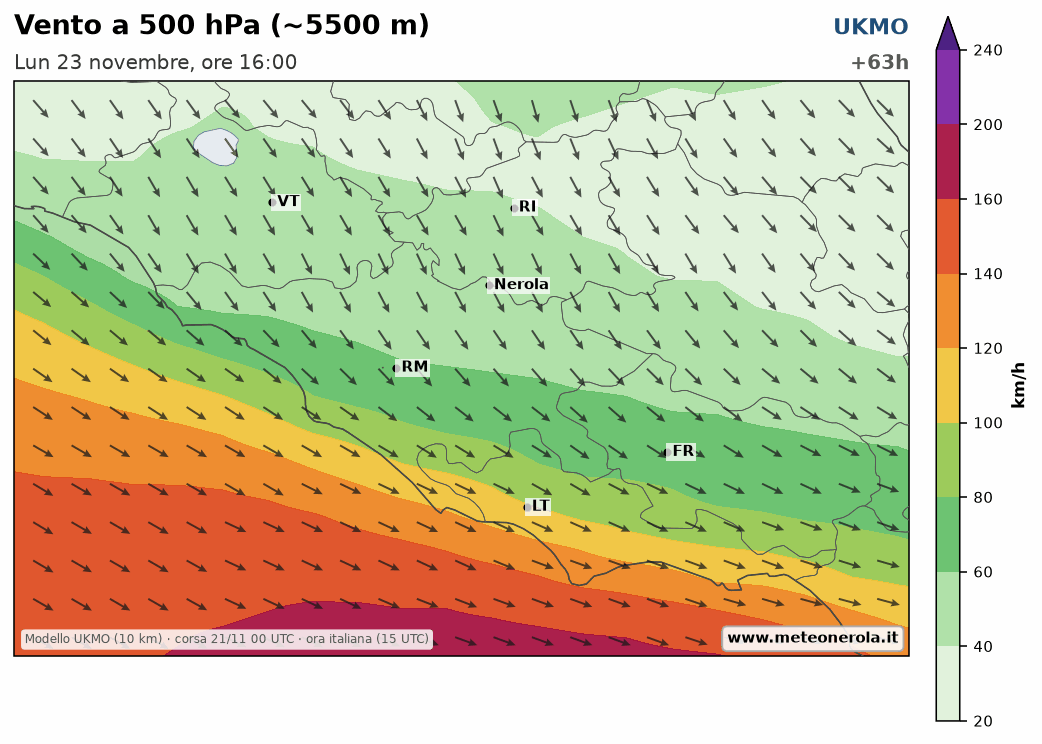 Vento a 500 hPa (~5500 m)
UKMO
Lun 23 novembre, ore 16:00
+63h
VT
RI
Nerola
RM
FR
LT
Modello UKMO (10 km) · corsa 21/11 00 UTC · ora italiana (15 UTC)
www.meteonerola.it
240
200
160
140
120
100
80
60
40
20
km/h